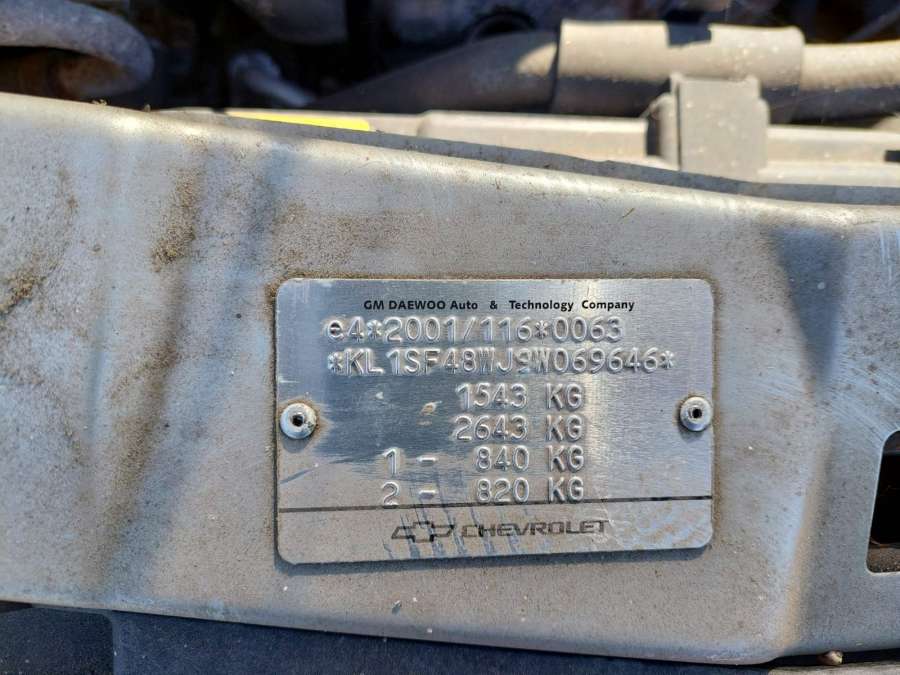 GM DAEWOO Auto & Technology Company
e4*2001/116*0063
*KL1SF48WJ9W069646*
1543 KG
2643 KG
1 - 840 KG
2 - 820 KG
CHEVROLET